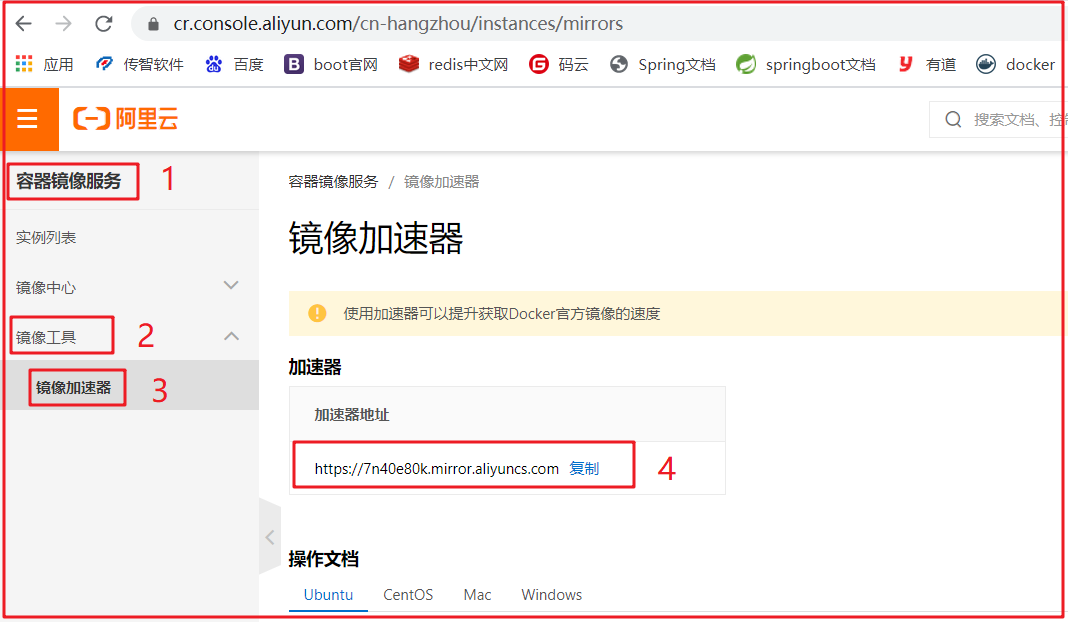 cr.console.aliyun.com/cn-hangzhou/instances/mirrors
应用 传智软件 百度 B boot官网 redis中文网 G 码云 Spring文档 springboot文档 y 有道 docker
阿里云 搜索文档、控
容器镜像服务 1
实例列表
镜像中心
镜像工具 2
镜像加速器 3
容器镜像服务 / 镜像加速器
镜像加速器
使用加速器可以提升获取Docker官方镜像的速度
加速器
加速器地址
https://7n40e80k.mirror.aliyuncs.com 复制 4
操作文档
Ubuntu CentOS Mac Windows